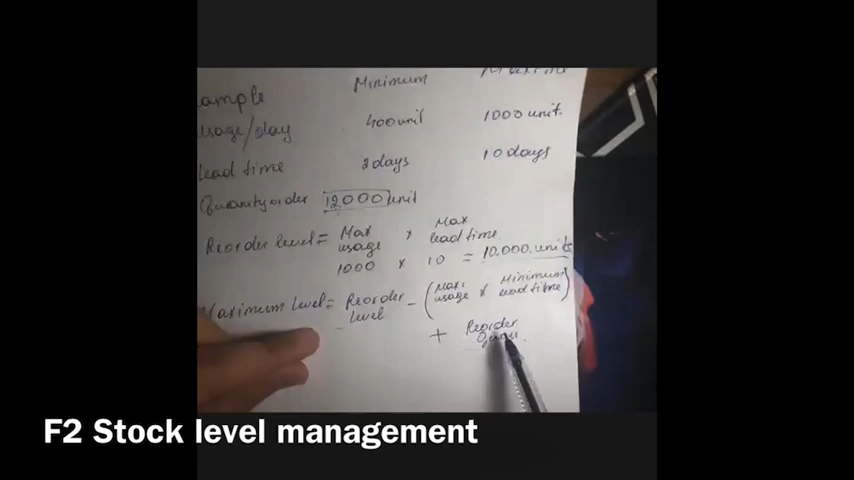 ample Minimum
usage/day 400unit 1000 unit.
lead time 2days 10 days
Quantity order 12000 unit
Reorder level = Max usage × Max lead time.
1000 × 10 = 10.000.units
Maximum level = Reorder level - (Max. usage × Minimum lead time)
+ Reorder
F2 Stock level management